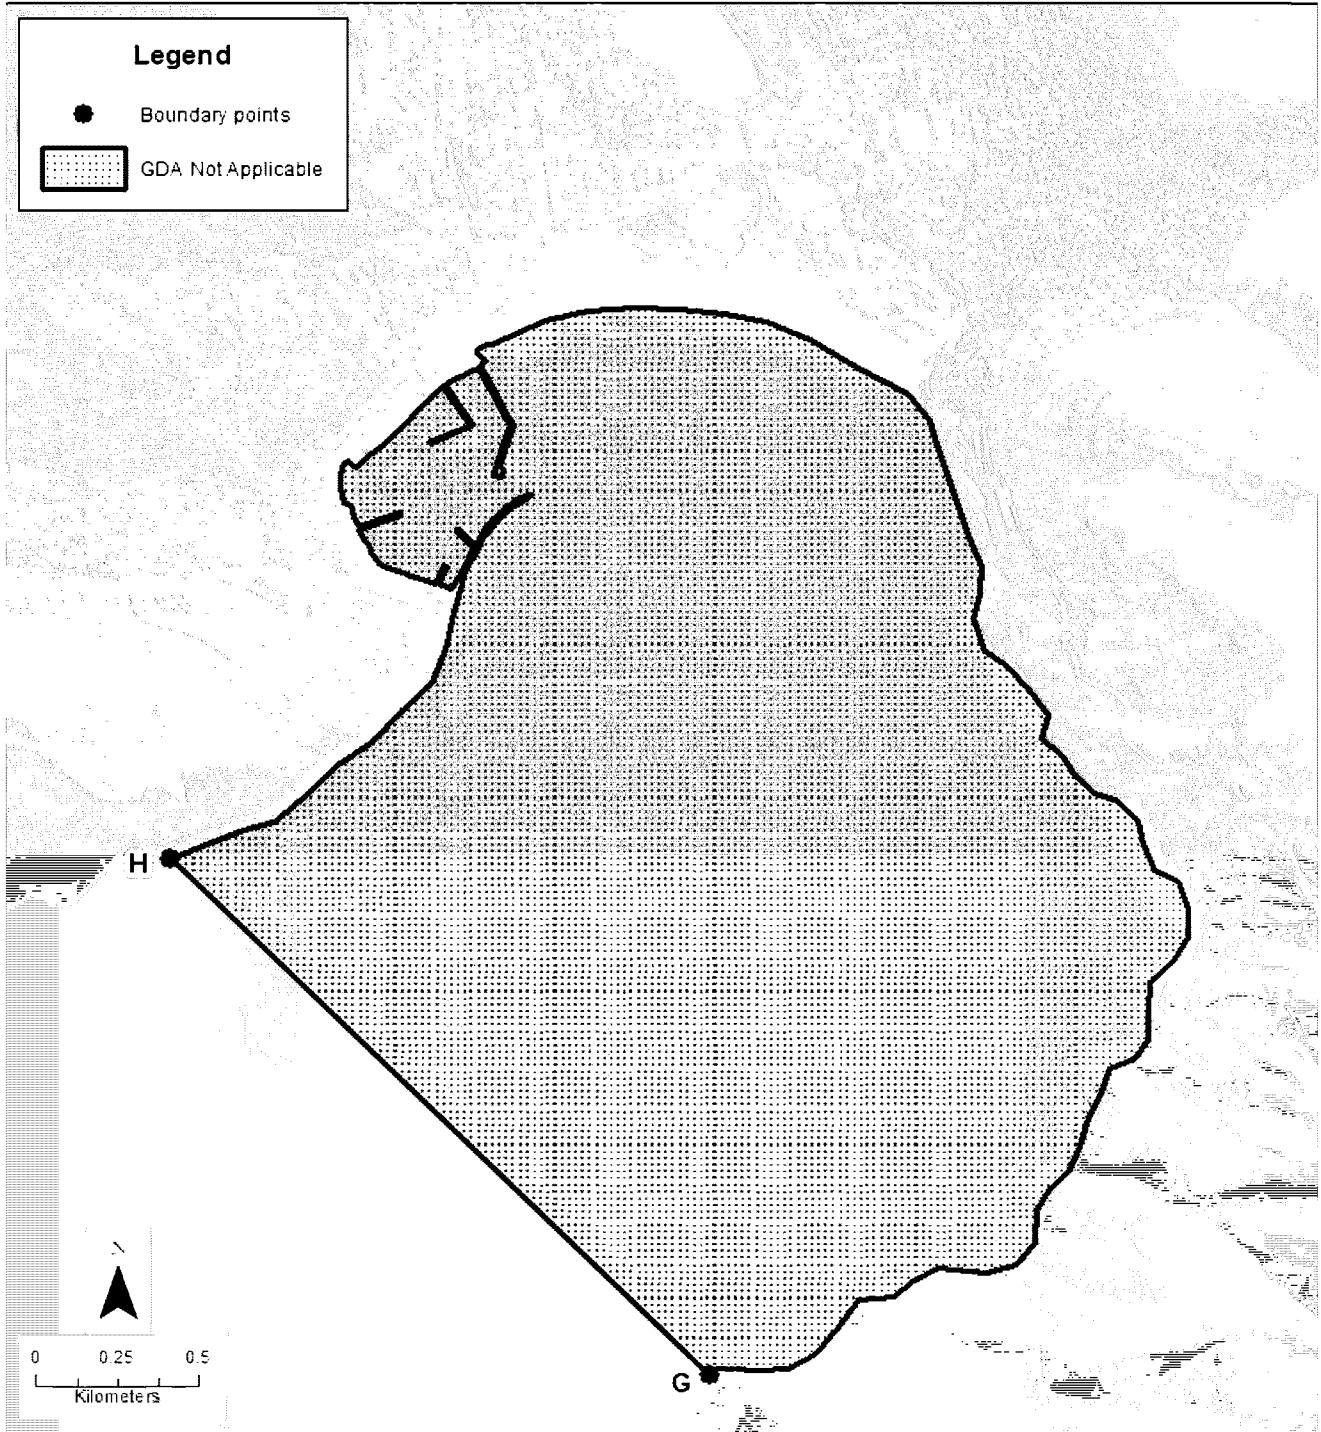 Legend
Boundary points
GDA Not Applicable
H
G
0 0.25 0.5
Kilometers